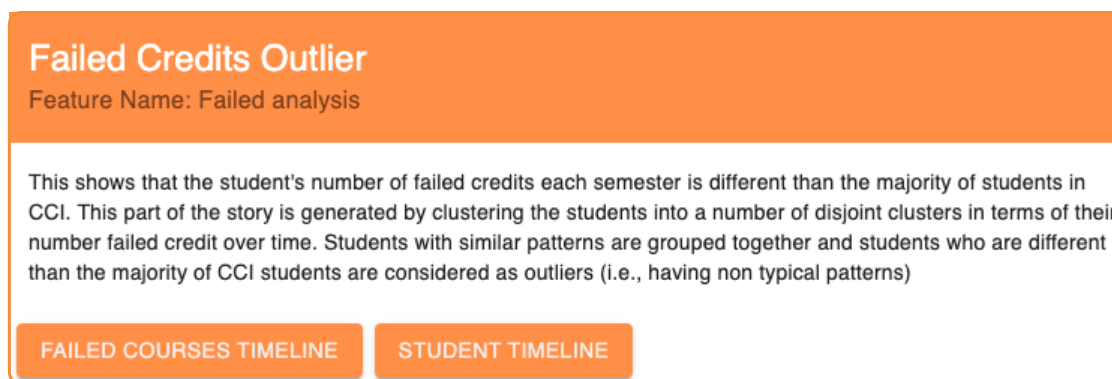 Failed Credits Outlier
Feature Name: Failed analysis
This shows that the student's number of failed credits each semester is different than the majority of students in
CCI. This part of the story is generated by clustering the students into a number of disjoint clusters in terms of their
number failed credit over time. Students with similar patterns are grouped together and students who are different
than the majority of CCI students are considered as outliers (i.e., having non typical patterns)
FAILED COURSES TIMELINE STUDENT TIMELINE